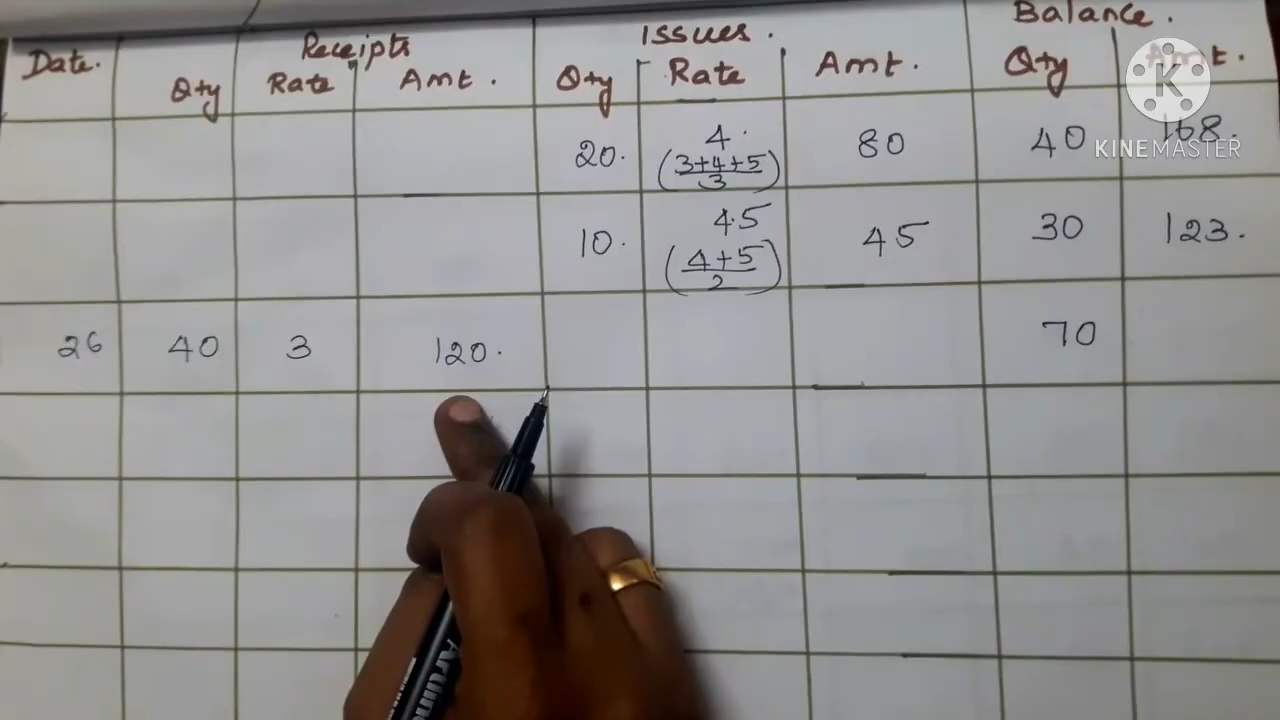 Receipts Issues. Balance.
Date. Qty Rate Amt. Qty Rate Amt. Qty Amt.
20. 4. 80 40 168.
(3+4+5)
3
10. 4.5 45 30 123.
(4+5)
2
26 40 3 120. 70
K
KINEMASTER